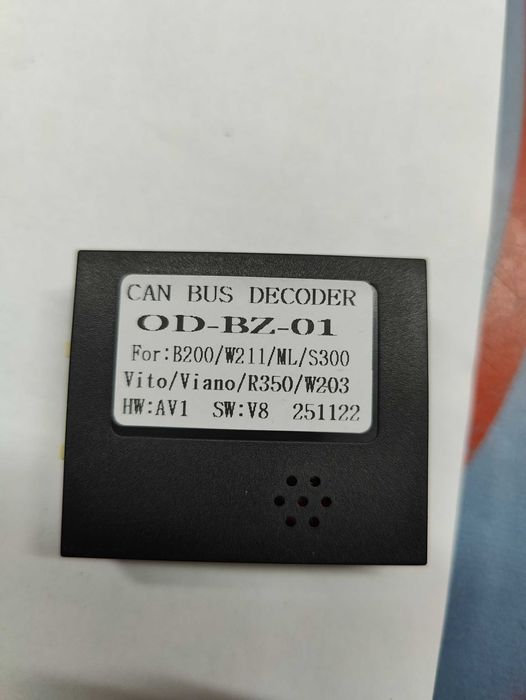 CAN BUS DECODER
OD-BZ-01
For:B200/W211/ML/S300
Vito/Viano/R350/W203
HW:AV1 SW:V8 251122